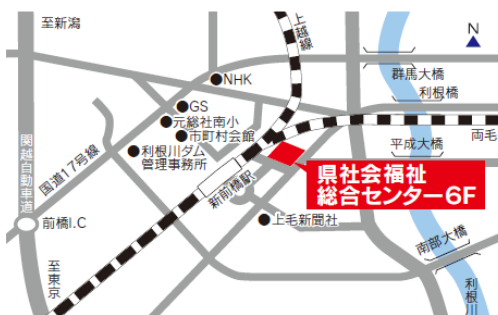 至新潟
上越線
N
NHK
群馬大橋
GS
利根橋
元総社南小
市町村会館
両毛
利根川ダム
管理事務所
平成大橋
国道17号線
関越自動車道
県社会福祉
総合センター6F
新前橋駅
前橋I.C
上毛新聞社
南部大橋
至東京
利根川